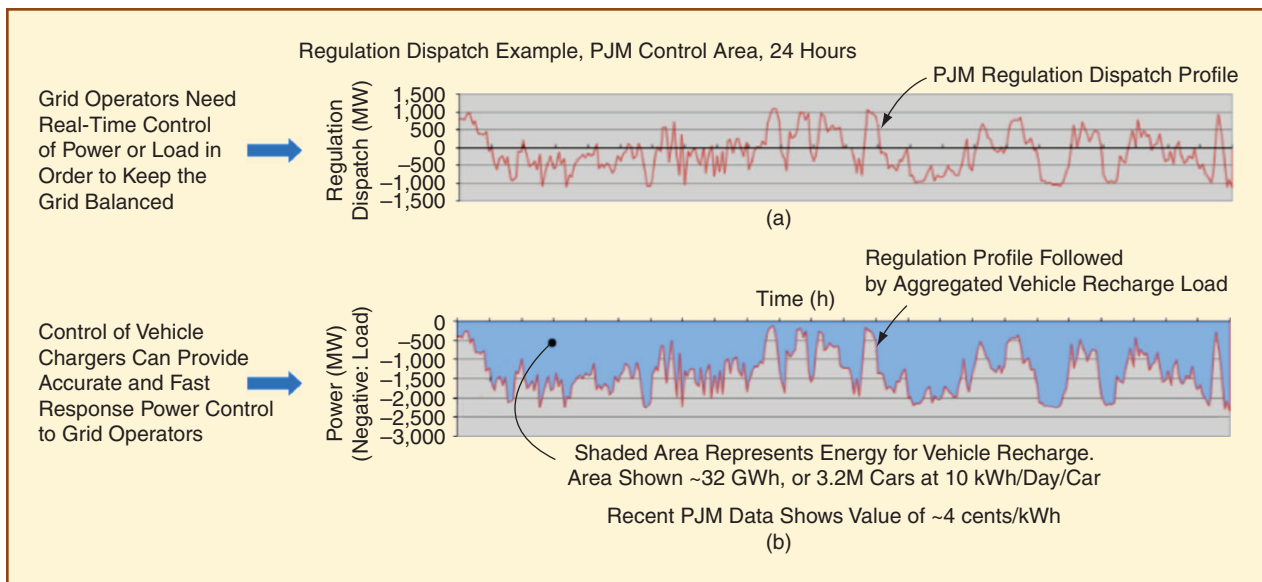 Regulation Dispatch Example, PJM Control Area, 24 Hours
Grid Operators Need
Real-Time Control
of Power or Load in
Order to Keep the
Grid Balanced
Regulation
Dispatch (MW)
1,500
1,000
500
0
−500
−1,000
−1,500
PJM Regulation Dispatch Profile
(a)
Control of Vehicle
Chargers Can Provide
Accurate and Fast
Response Power Control
to Grid Operators
Power (MW)
(Negative: Load)
0
−500
−1,000
−1,500
−2,000
−2,500
−3,000
Time (h)
Regulation Profile Followed
by Aggregated Vehicle Recharge Load
Shaded Area Represents Energy for Vehicle Recharge.
Area Shown ~32 GWh, or 3.2M Cars at 10 kWh/Day/Car
Recent PJM Data Shows Value of ~4 cents/kWh
(b)